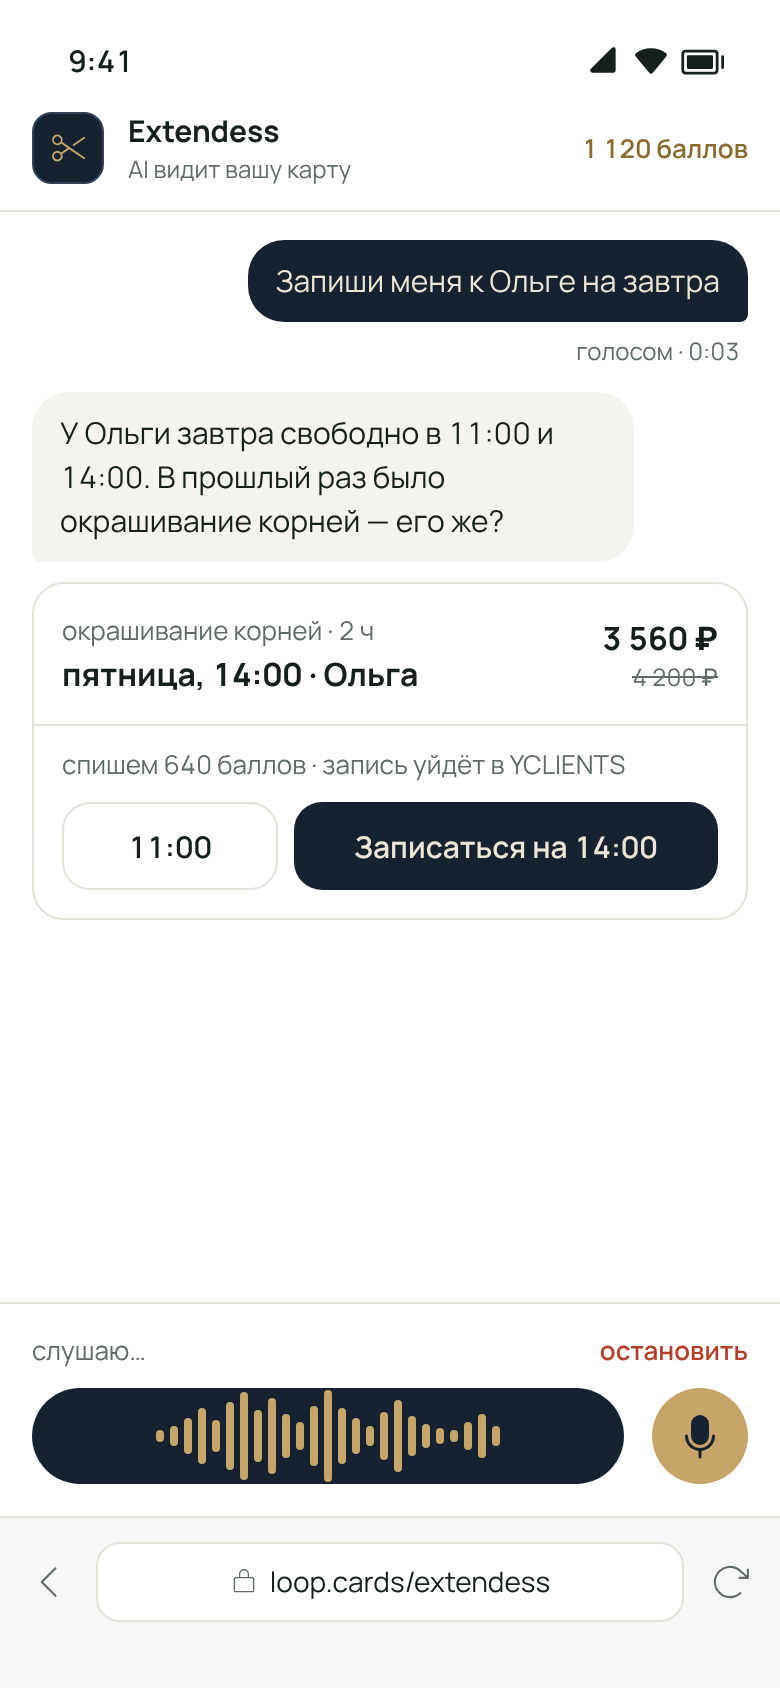 9:41
Extendess
AI видит вашу карту
1 120 баллов
Запиши меня к Ольге на завтра
голосом · 0:03
У Ольги завтра свободно в 11:00 и
14:00. В прошлый раз было
окрашивание корней — его же?
окрашивание корней · 2 ч
3 560 ₽
пятница, 14:00 · Ольга
4 200 ₽
спишем 640 баллов · запись уйдёт в YCLIENTS
11:00
Записаться на 14:00
слушаю...
остановить
loop.cards/extendess